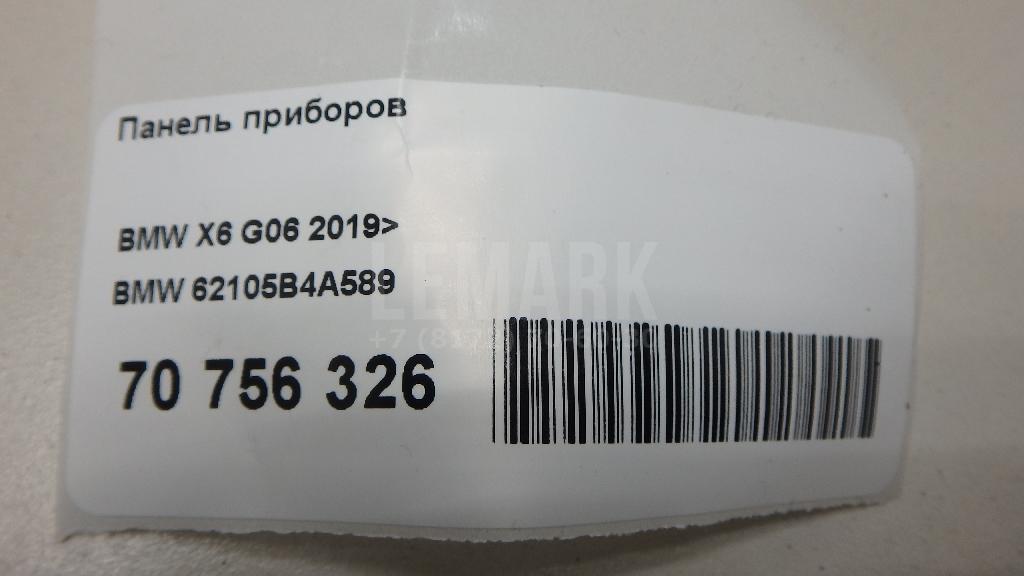 Панель приборов
BMW X6 G06 2019>
BMW 62105B4A589
LEMARK
70 756 326